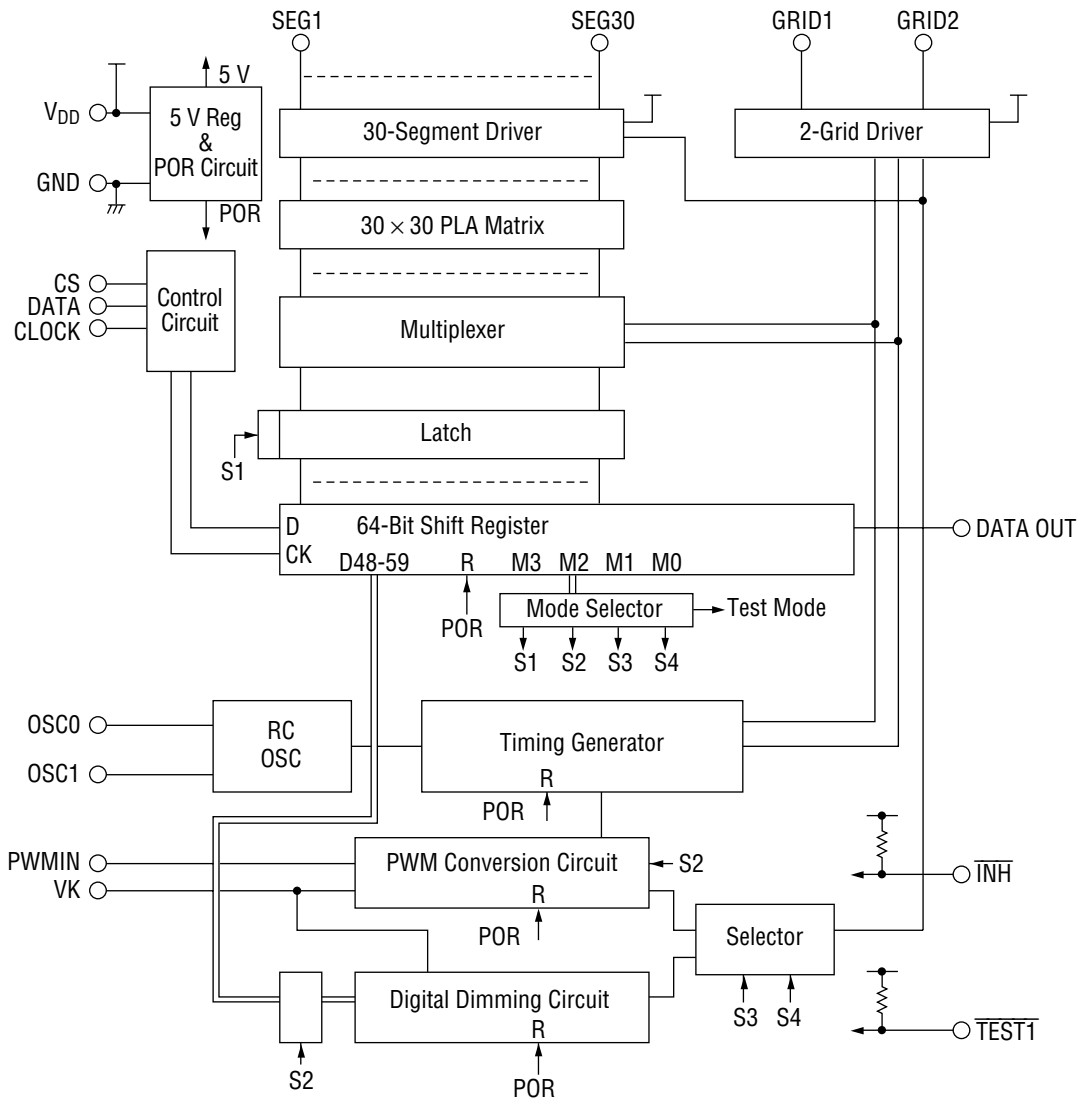 SEG1 SEG30 GRID1 GRID2
5 V
VDD
5 V Reg
&
POR Circuit
30-Segment Driver
2-Grid Driver
GND
POR
30 × 30 PLA Matrix
CS
DATA
CLOCK
Control
Circuit
Multiplexer
Latch
S1
D 64-Bit Shift Register
DATA OUT
CK
D48-59 R M3 M2 M1 M0
POR
Mode Selector
Test Mode
S1 S2 S3 S4
OSC0
OSC1
RC
OSC
Timing Generator
R
POR
PWMIN
VK
PWM Conversion Circuit
S2
R
POR
INH
Selector
S3 S4
Digital Dimming Circuit
R
POR
S2
TEST1